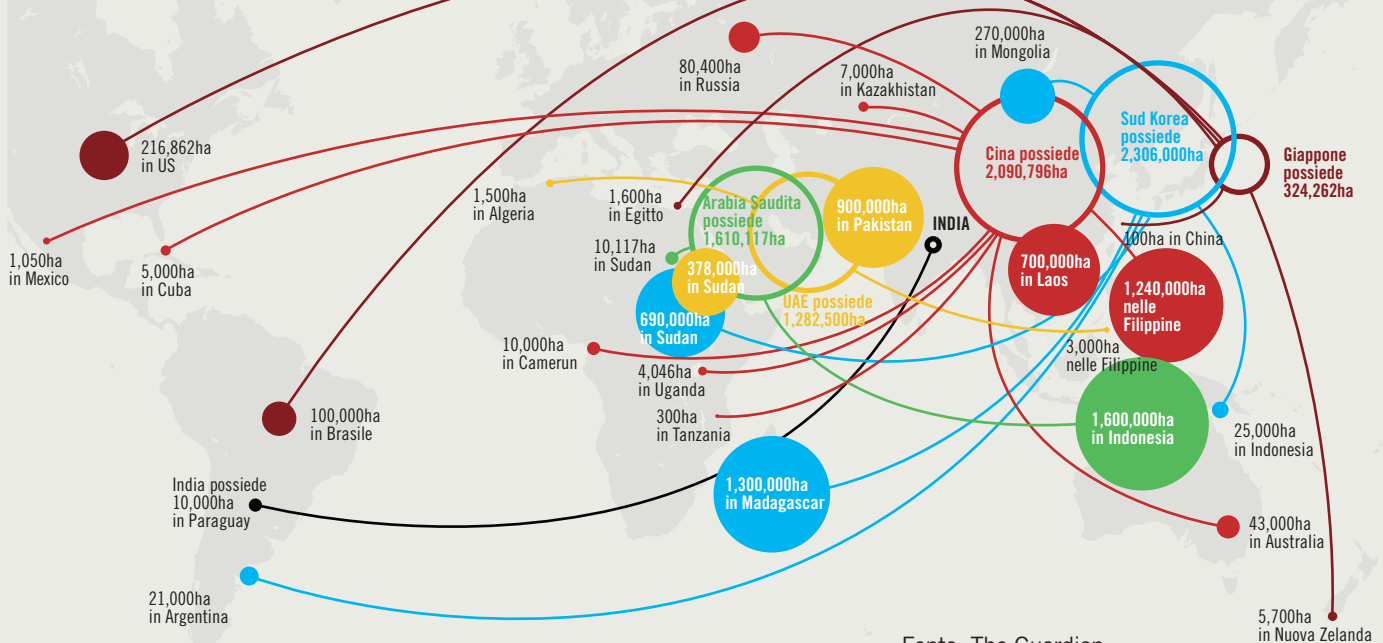 270,000ha
in Mongolia
80,400ha
in Russia
7,000ha
in Kazakhistan
216,862ha
in US
Sud Korea
possiede
2,306,000ha
Cina possiede
2,090,796ha
Giappone
possiede
324,262ha
1,500ha
in Algeria
1,600ha
in Egitto
Arabia Saudita
possiede
1,610,117ha
900,000ha
in Pakistan
INDIA
100ha in China
10,117ha
in Sudan
1,050ha
in Mexico
5,000ha
in Cuba
378,000ha
in Sudan
700,000ha
in Laos
1,240,000ha
nelle
Filippine
UAE possiede
1,282,500ha
690,000ha
in Sudan
10,000ha
in Camerun
3,000ha
nelle Filippine
4,046ha
in Uganda
300ha
in Tanzania
100,000ha
in Brasile
1,600,000ha
in Indonesia
25,000ha
in Indonesia
India possiede
10,000ha
in Paraguay
1,300,000ha
in Madagascar
43,000ha
in Australia
21,000ha
in Argentina
5,700ha
in Nuova Zelanda
Fonte The Guardian